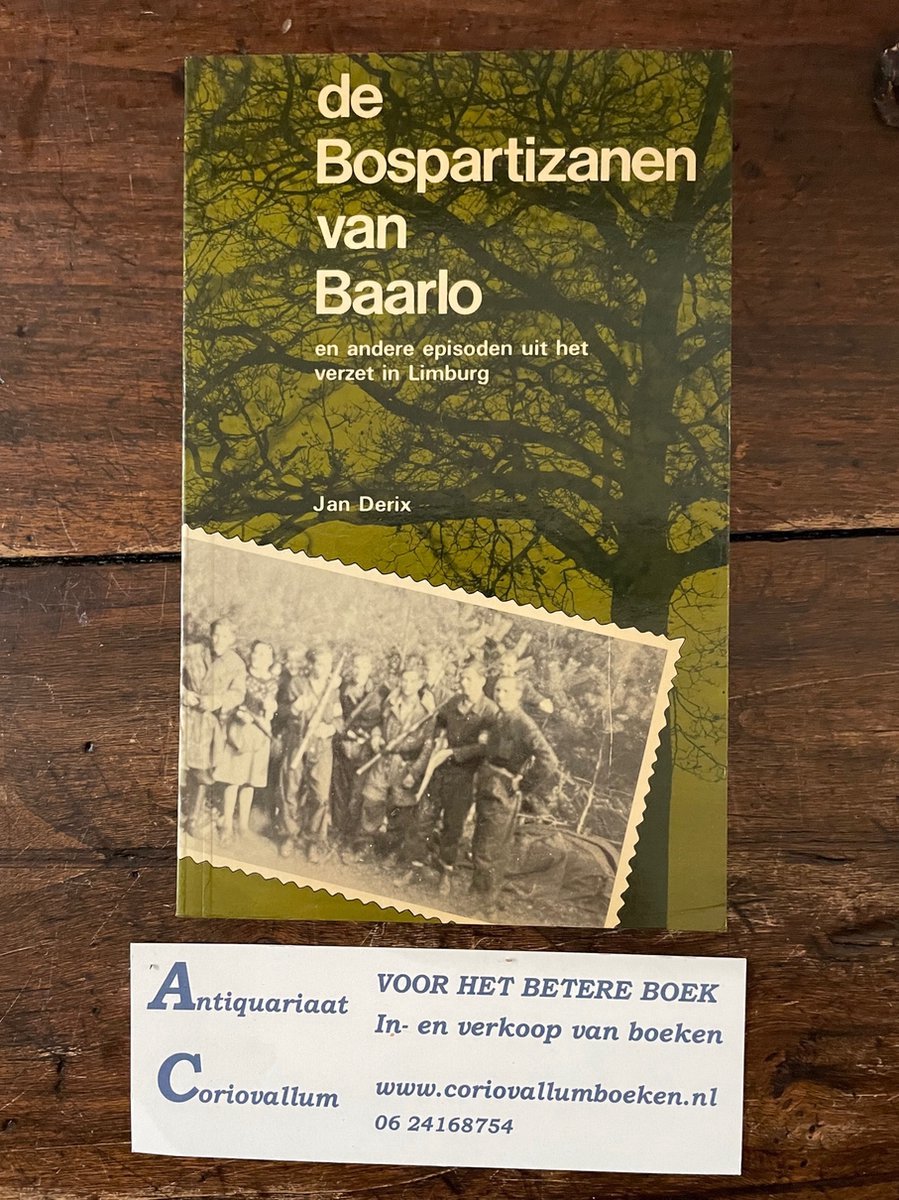 de
Bospartizanen
van
Baarlo
en andere episoden uit het
verzet in Limburg
Jan Derix
Antiquariaat
Coriovallum
VOOR HET BETERE BOEK
In- en verkoop van boeken
www.coriovallumboeken.nl
06 24168754